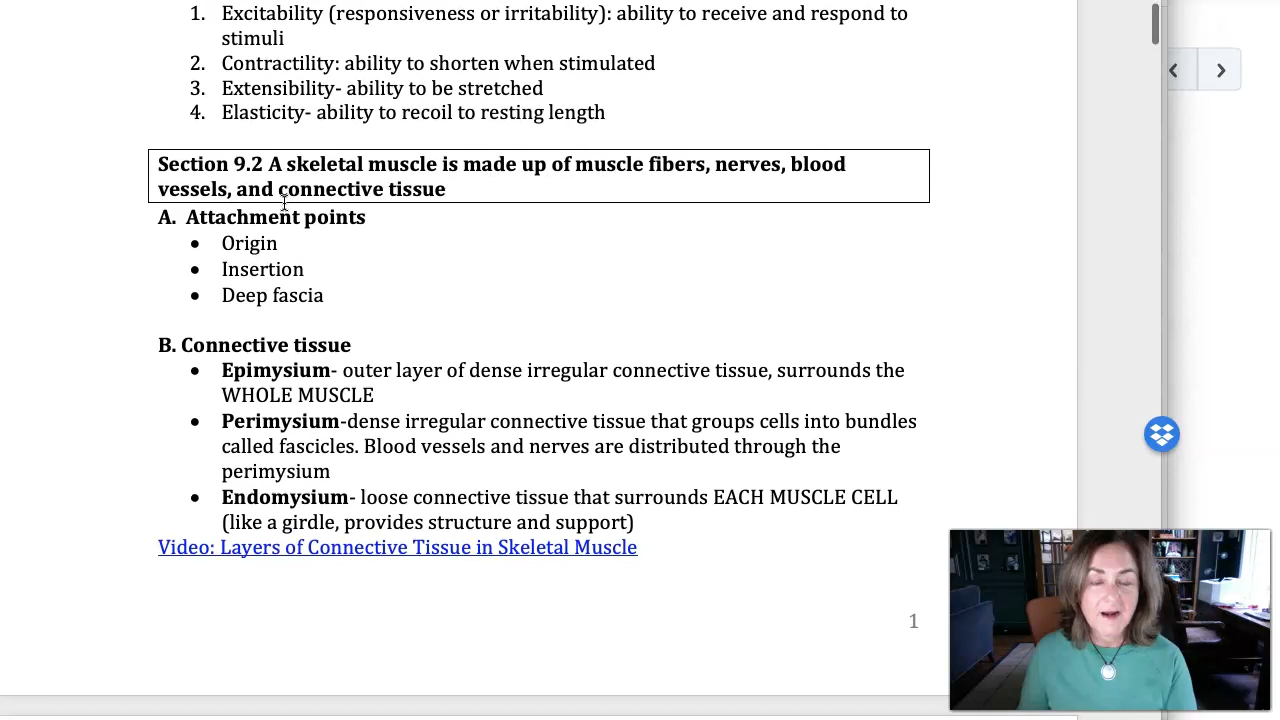 1. Excitability (responsiveness or irritability): ability to receive and respond to
stimuli
2. Contractility: ability to shorten when stimulated
3. Extensibility- ability to be stretched
4. Elasticity- ability to recoil to resting length
Section 9.2 A skeletal muscle is made up of muscle fibers, nerves, blood
vessels, and connective tissue
A. Attachment points
• Origin
• Insertion
• Deep fascia
B. Connective tissue
• Epimysium- outer layer of dense irregular connective tissue, surrounds the
WHOLE MUSCLE
• Perimysium-dense irregular connective tissue that groups cells into bundles
called fascicles. Blood vessels and nerves are distributed through the
perimysium
• Endomysium- loose connective tissue that surrounds EACH MUSCLE CELL
(like a girdle, provides structure and support)
Video: Layers of Connective Tissue in Skeletal Muscle
1